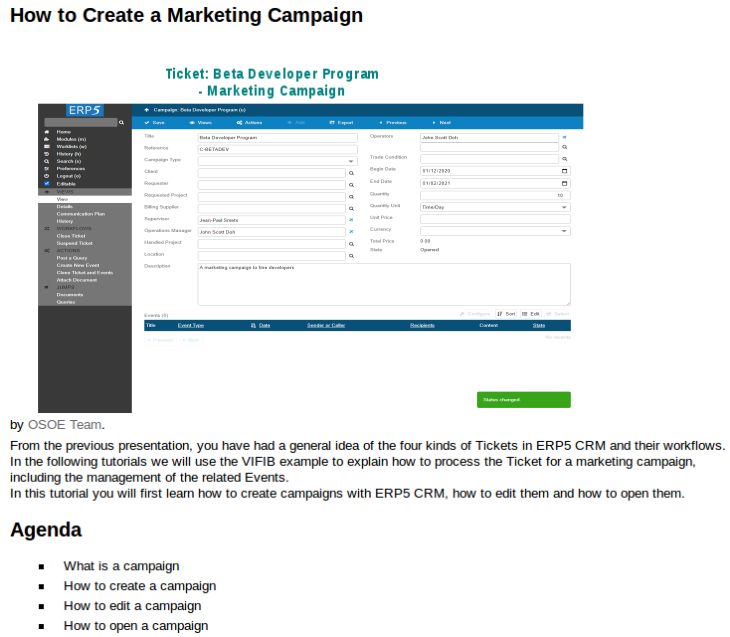 How to Create a Marketing Campaign
Ticket: Beta Developer Program
- Marketing Campaign
ERP5
Campaign: Beta Developer Program (c)
Save Views Actions Add Export Previous Next
Home
Modules (m)
Worklists (w)
History (h)
Search (s)
Preferences
Logout (o)
Editable
VIEWS
View
Details
Communication Plan
History
WORKFLOWS
Close Ticket
Suspend Ticket
ACTIONS
Post a Query
Create New Event
Clone Ticket and Events
Attach Document
JUMPS
Documents
Queries
Title Beta Developer Program
Reference C-BETADEV
Campaign Type
Client
Requester
Requested Project
Billing Supplier
Supervisor Jean-Paul Smets
Operations Manager John Scott Doh
Handled Project
Location
Description A marketing campaign to hire developers
Operators John Scott Doh
Trade Condition
Begin Date 01/12/2020
End Date 01/02/2021
Quantity 10
Quantity Unit Time/Day
Unit Price
Currency
Total Price 0.00
State Opened
Events (0) Configure Sort Edit Select
Title Event Type Date Sender or Caller Recipients Content State
Previous Next No records
Status changed.
by OSOE Team.
From the previous presentation, you have had a general idea of the four kinds of Tickets in ERP5 CRM and their workflows.
In the following tutorials we will use the VIFIB example to explain how to process the Ticket for a marketing campaign,
including the management of the related Events.
In this tutorial you will first learn how to create campaigns with ERP5 CRM, how to edit them and how to open them.
Agenda
What is a campaign
How to create a campaign
How to edit a campaign
How to open a campaign